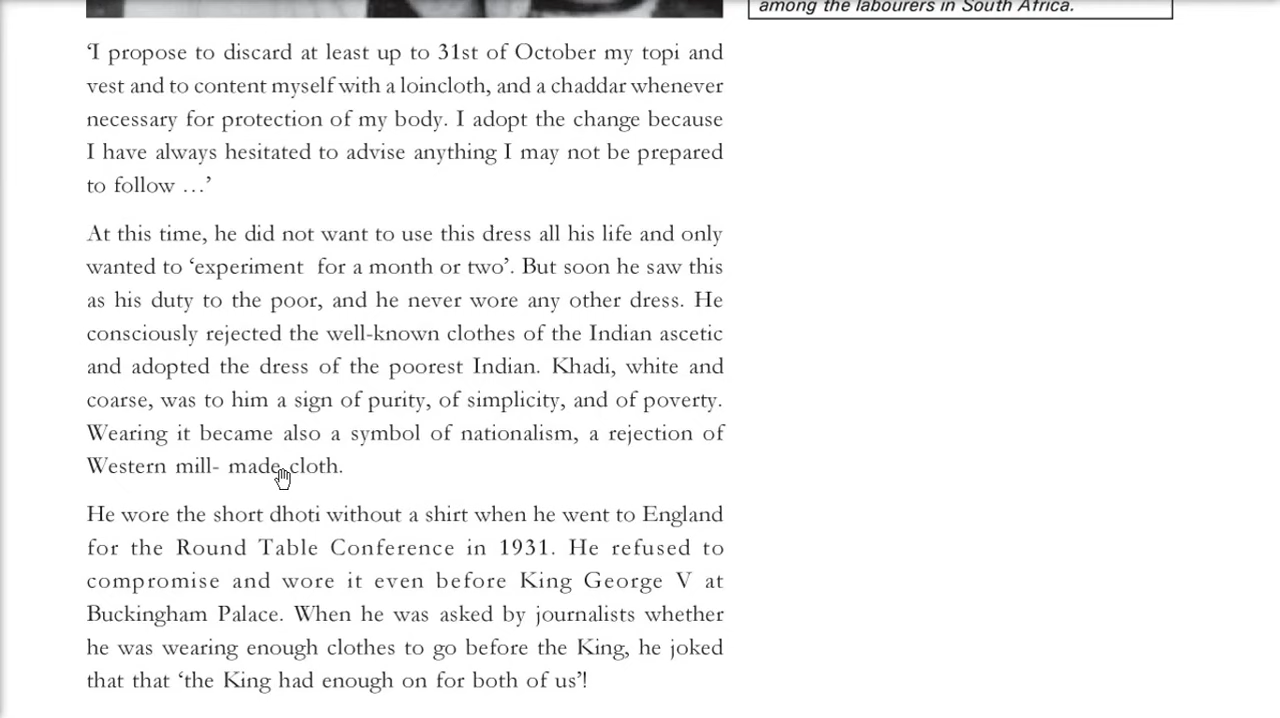 among the labourers in South Africa.
‘I propose to discard at least up to 31st of October my topi and
vest and to content myself with a loincloth, and a chaddar whenever
necessary for protection of my body. I adopt the change because
I have always hesitated to advise anything I may not be prepared
to follow …’
At this time, he did not want to use this dress all his life and only
wanted to ‘experiment for a month or two’. But soon he saw this
as his duty to the poor, and he never wore any other dress. He
consciously rejected the well-known clothes of the Indian ascetic
and adopted the dress of the poorest Indian. Khadi, white and
coarse, was to him a sign of purity, of simplicity, and of poverty.
Wearing it became also a symbol of nationalism, a rejection of
Western mill- made cloth.
He wore the short dhoti without a shirt when he went to England
for the Round Table Conference in 1931. He refused to
compromise and wore it even before King George V at
Buckingham Palace. When he was asked by journalists whether
he was wearing enough clothes to go before the King, he joked
that that ‘the King had enough on for both of us’!